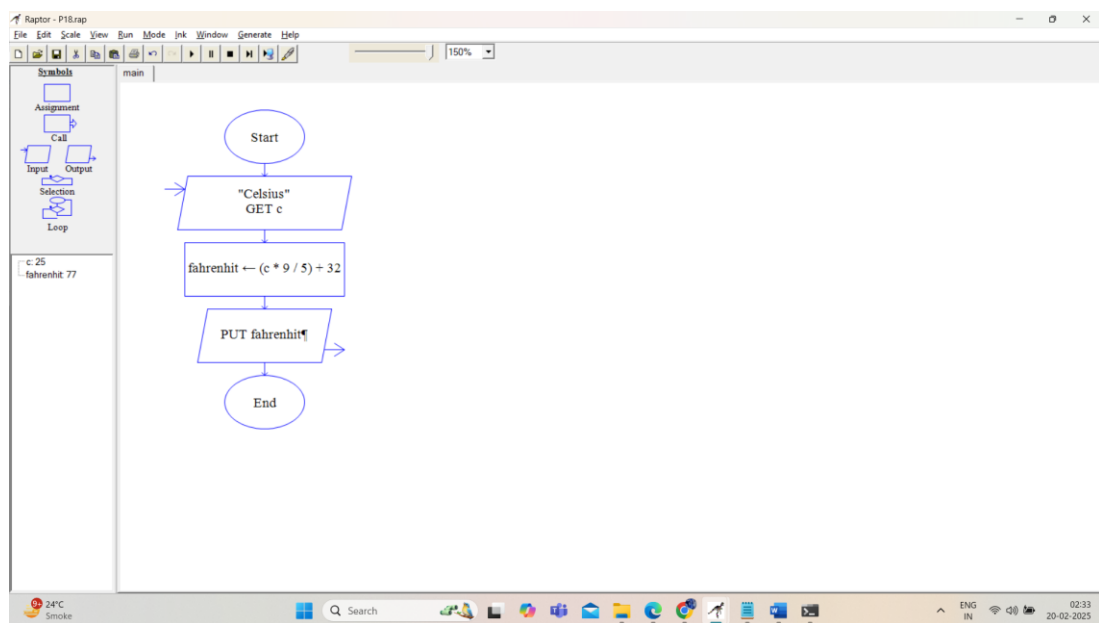 Raptor - P18.rap
File Edit Scale View Run Mode Ink Window Generate Help
150%
Symbols
Assignment
Call
Input Output
Selection
Loop
c: 25
fahrenhit: 77
main
Start
"Celsius"
GET c
fahrenhit ← (c * 9 / 5) + 32
PUT fahrenhit¶
End
9+
24°C
Smoke
Search
ENG
IN
02:33
20-02-2025